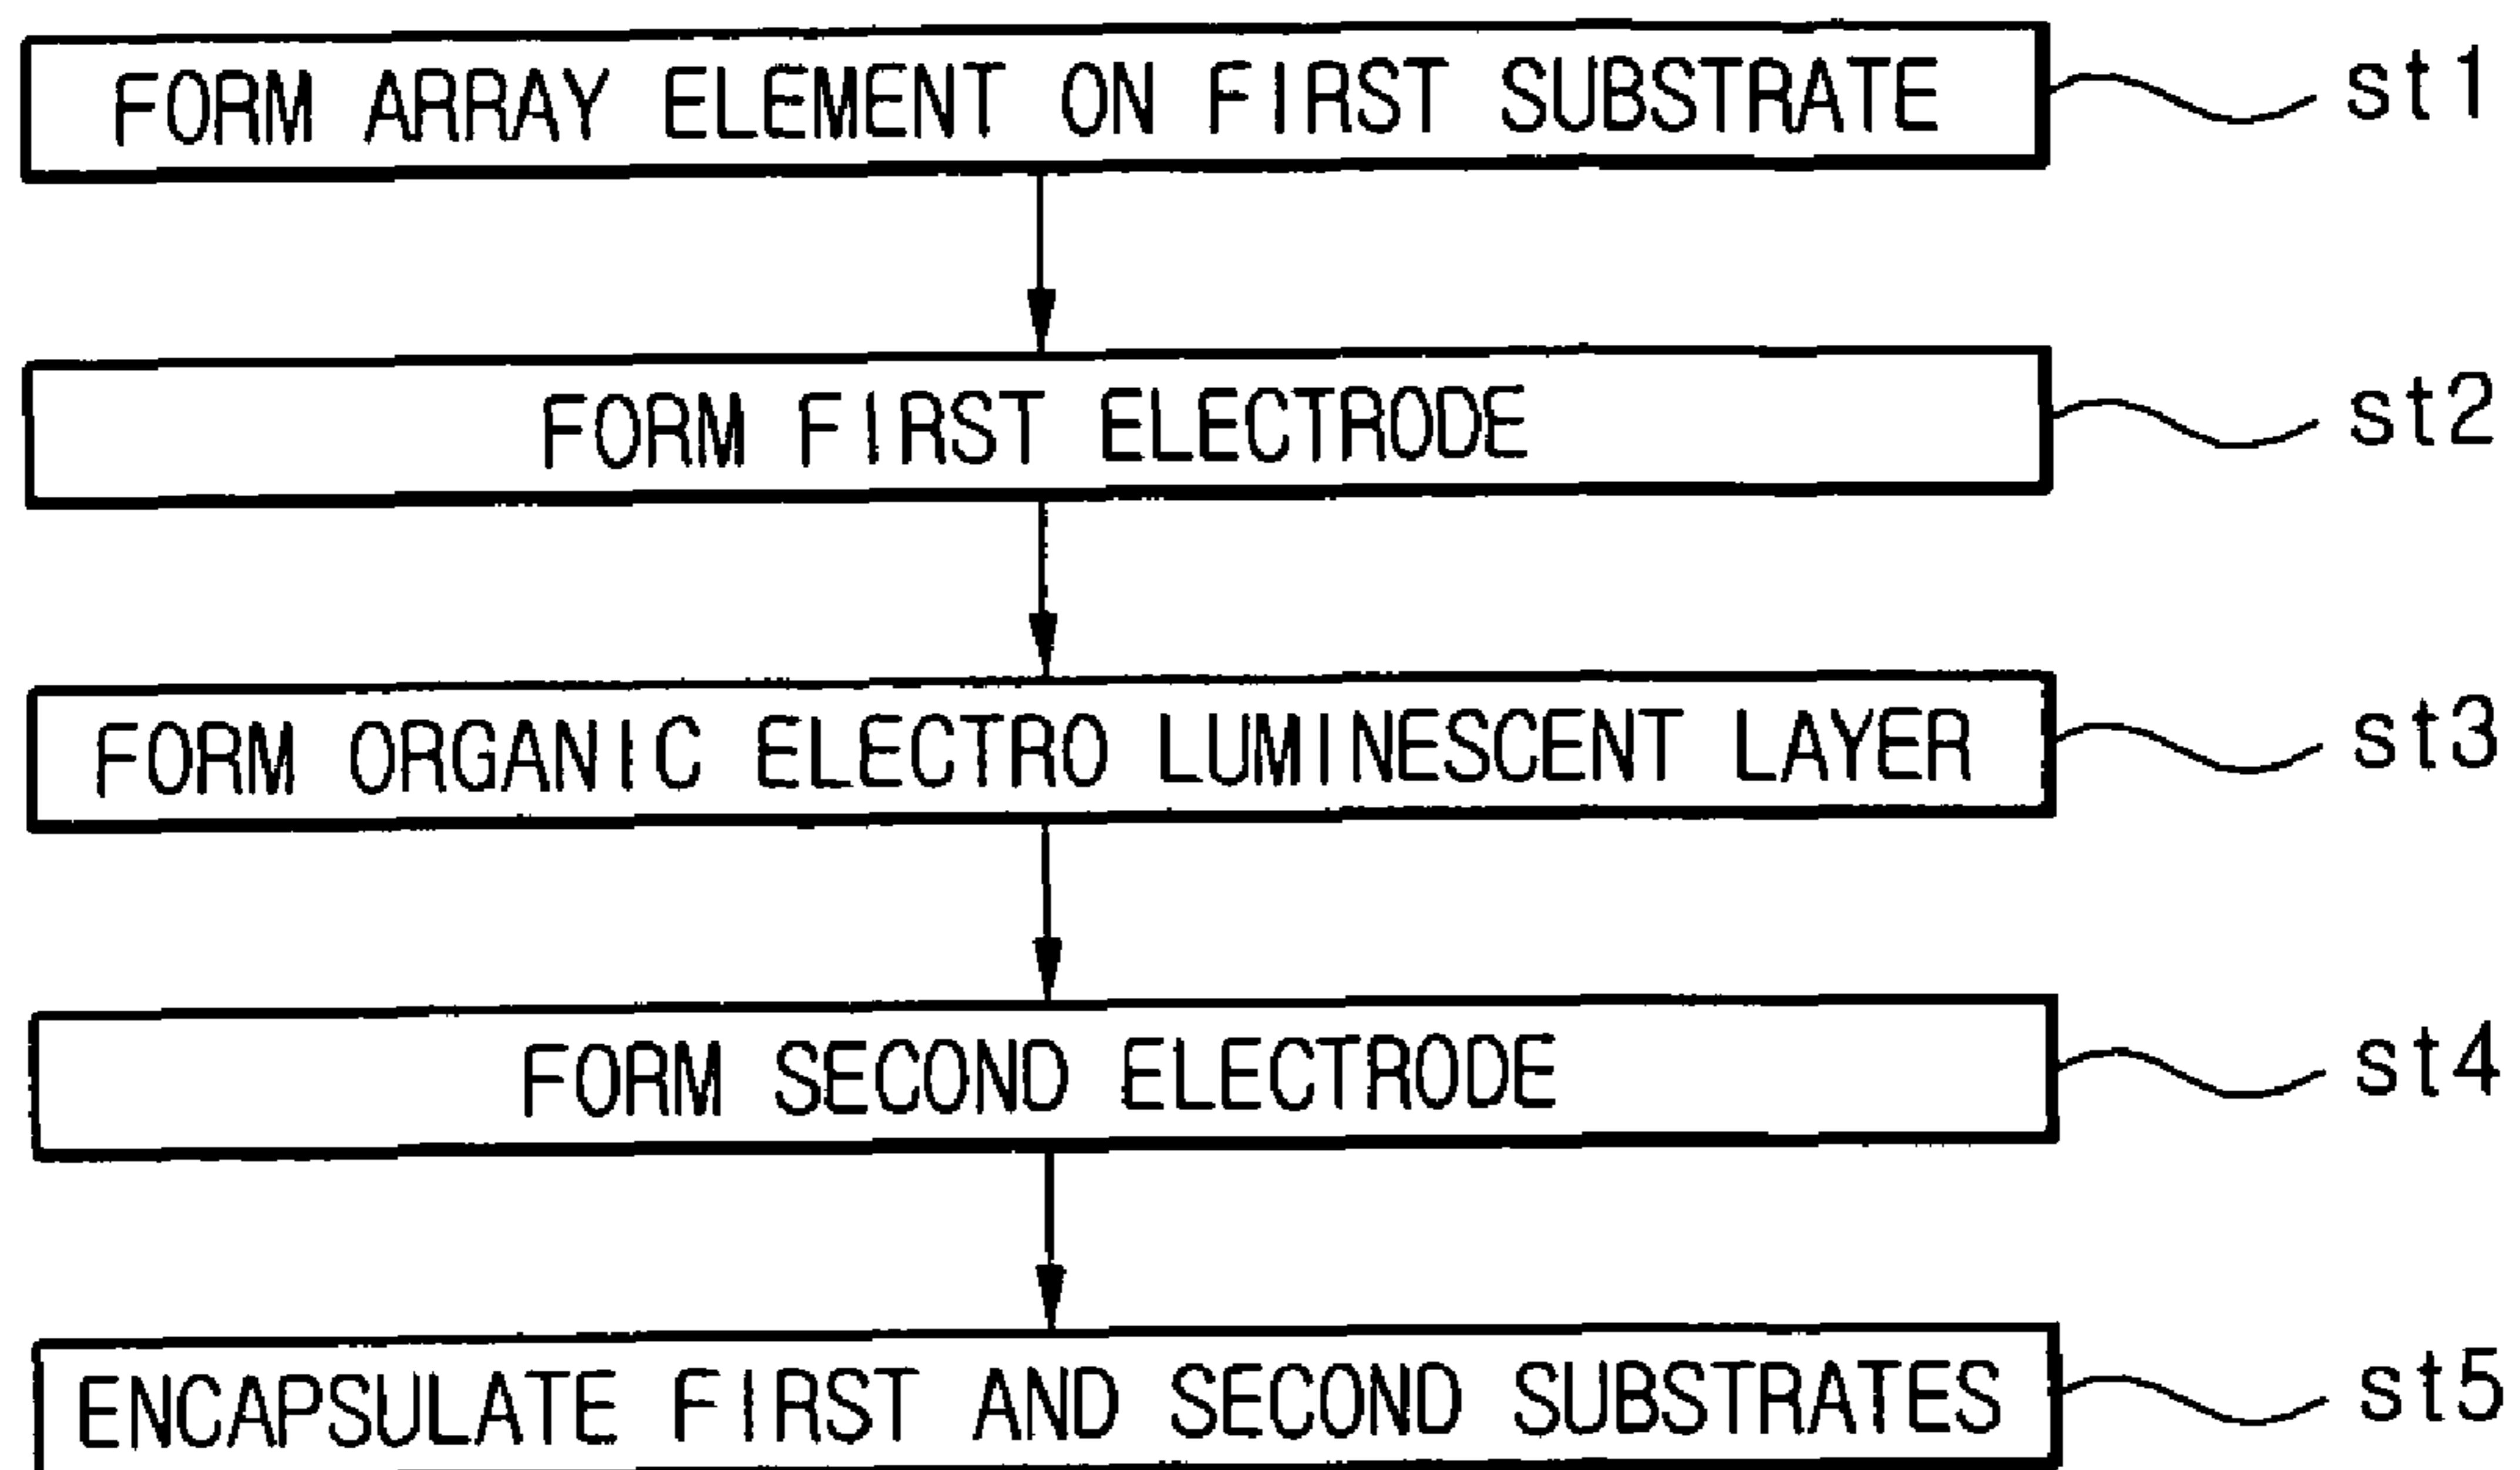 FORM ARRAY ELEMENT ON FIRST SUBSTRATE st1
FORM FIRST ELECTRODE st2
FORM ORGANIC ELECTRO LUMINESCENT LAYER st3
FORM SECOND ELECTRODE st4
ENCAPSULATE FIRST AND SECOND SUBSTRATES st5